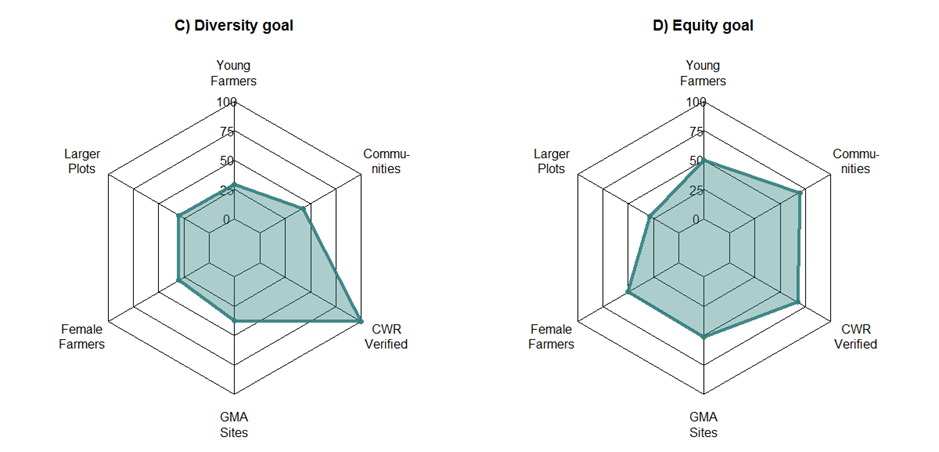 C) Diversity goal
Young
Farmers
100
75
50
25
0
Larger
Plots
Commu-
nities
Female
Farmers
CWR
Verified
GMA
Sites
D) Equity goal
Young
Farmers
100
75
50
25
0
Larger
Plots
Commu-
nities
Female
Farmers
CWR
Verified
GMA
Sites